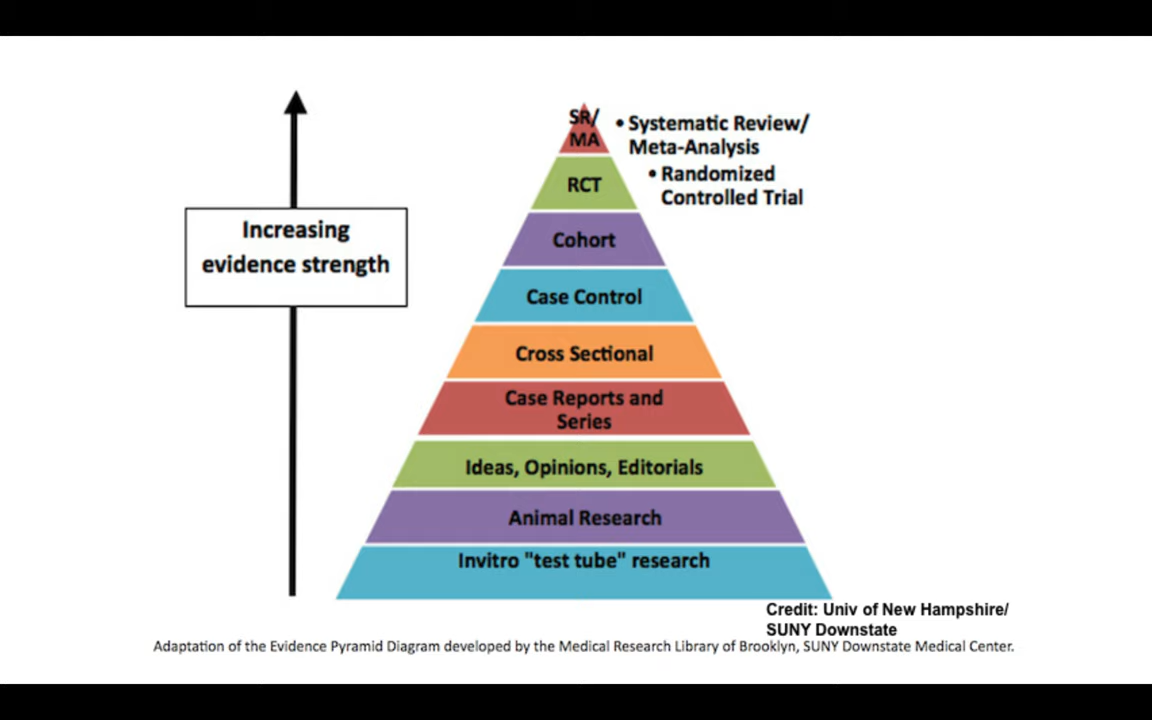 SR/
MA
• Systematic Review/
Meta-Analysis
• Randomized
Controlled Trial
RCT
Increasing
evidence strength
Cohort
Case Control
Cross Sectional
Case Reports and
Series
Ideas, Opinions, Editorials
Animal Research
Invitro "test tube" research
Credit: Univ of New Hampshire/
SUNY Downstate
Adaptation of the Evidence Pyramid Diagram developed by the Medical Research Library of Brooklyn, SUNY Downstate Medical Center.